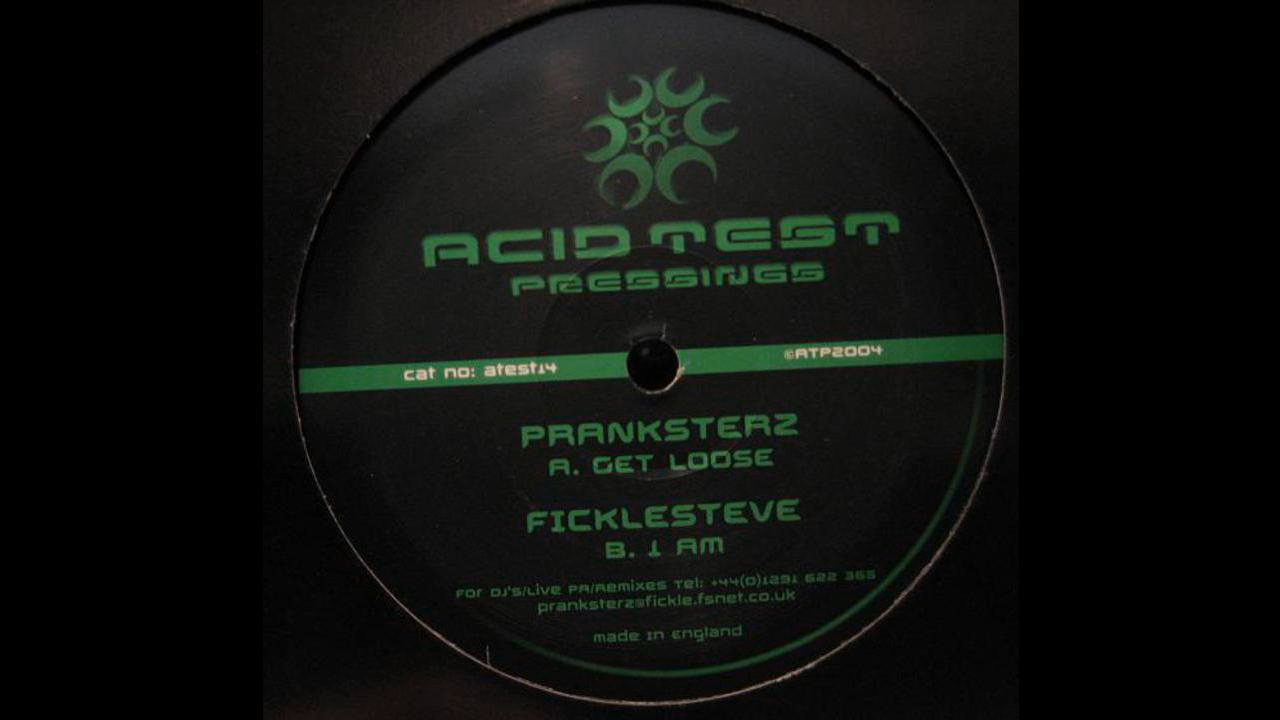 ACID TEST
PRESSINGS
cat no: atest14 ©ATP2004
PRANKSTERZ
A. GET LOOSE
FICKLESTEVE
B. I AM
FOR DJ'S/LIVE PA/REMIXES Tel: +44(0)1291 622 365
pranksterz@fickle.fsnet.co.uk
made in England